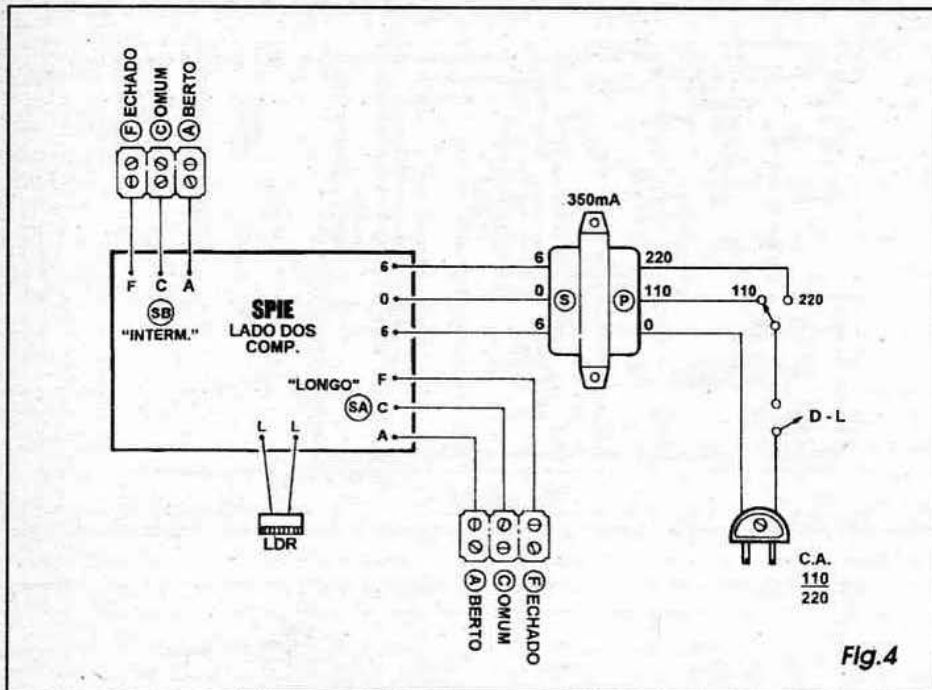 FECHADO
COMUM
ABERTO
F C A
SB
"INTERM."
SPIE
LADO DOS
COMP.
6
0
6
"LONGO"
F
SA C
A
L L
LDR
350mA
6 220
0 S P 110
6 0
110 220
D - L
C.A.
110
220
ABERTO
COMUM
FECHADO
Fig.4